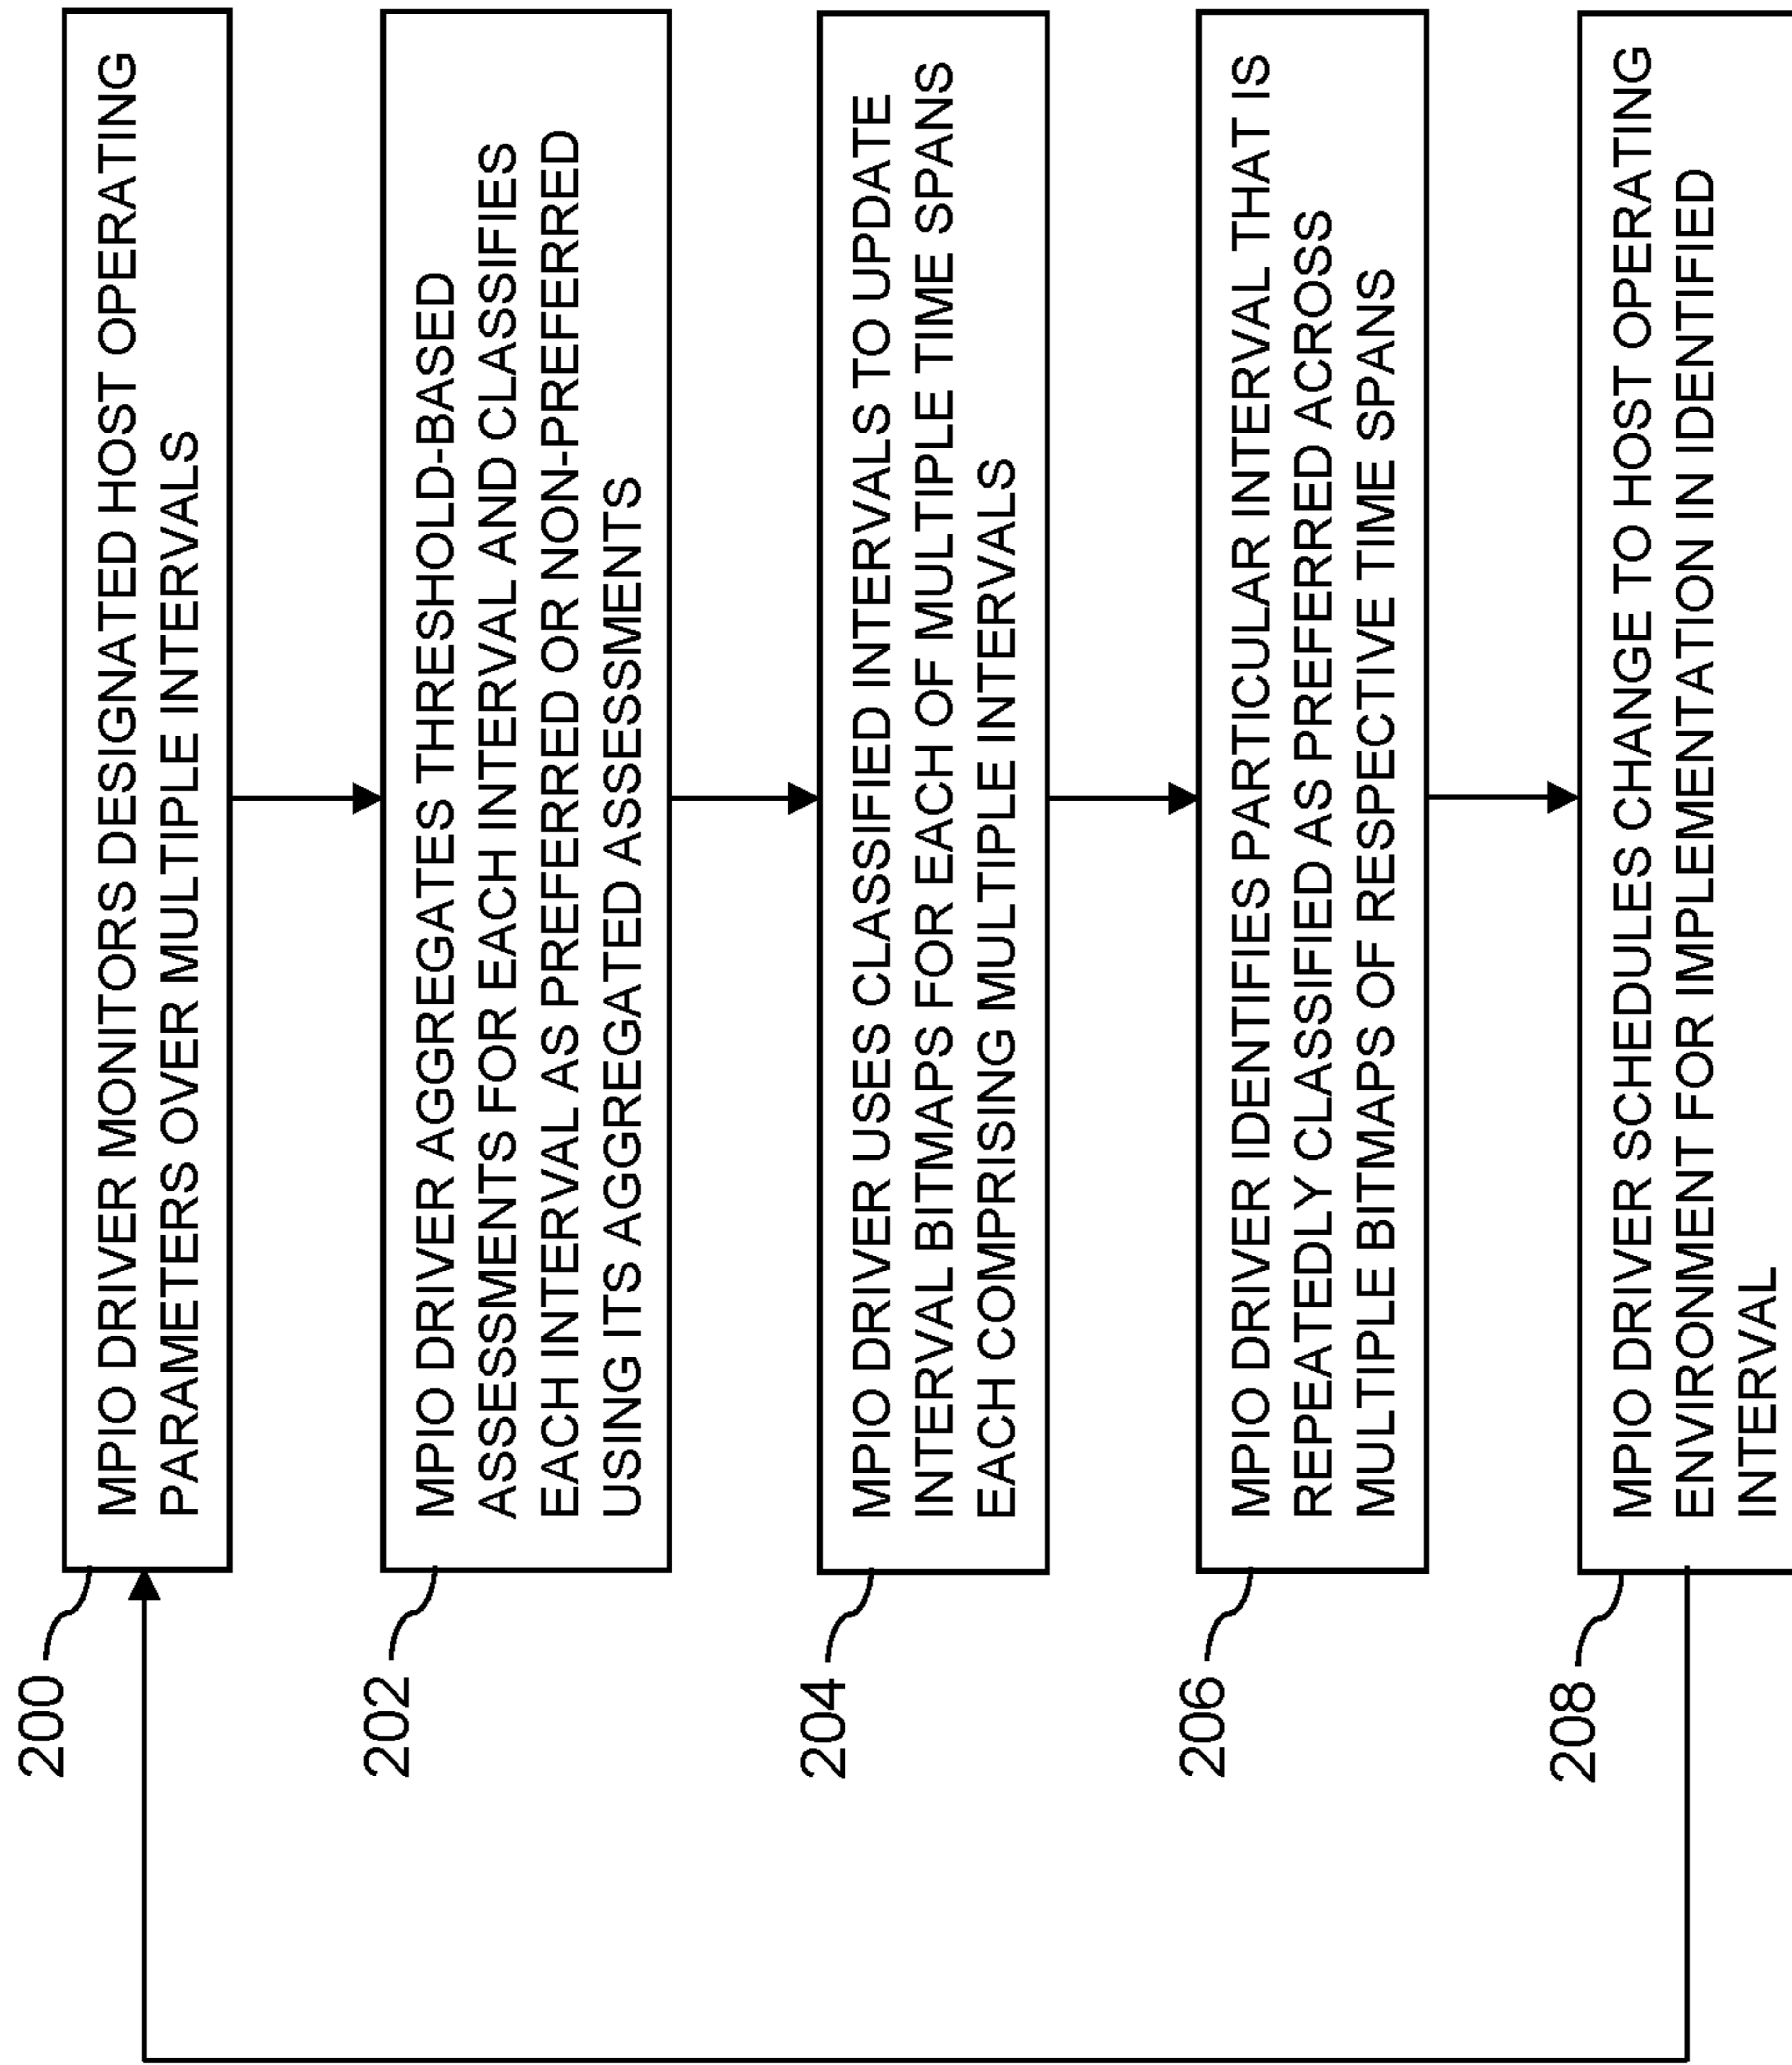 200
MPIO DRIVER MONITORS DESIGNATED HOST OPERATING
PARAMETERS OVER MULTIPLE INTERVALS
202
MPIO DRIVER AGGREGATES THRESHOLD-BASED
ASSESSMENTS FOR EACH INTERVAL AND CLASSIFIES
EACH INTERVAL AS PREFERRED OR NON-PREFERRED
USING ITS AGGREGATED ASSESSMENTS
204
MPIO DRIVER USES CLASSIFIED INTERVALS TO UPDATE
INTERVAL BITMAPS FOR EACH OF MULTIPLE TIME SPANS
EACH COMPRISING MULTIPLE INTERVALS
206
MPIO DRIVER IDENTIFIES PARTICULAR INTERVAL THAT IS
REPEATEDLY CLASSIFIED AS PREFERRED ACROSS
MULTIPLE BITMAPS OF RESPECTIVE TIME SPANS
208
MPIO DRIVER SCHEDULES CHANGE TO HOST OPERATING
ENVIRONMENT FOR IMPLEMENTATION IN IDENTIFIED
INTERVAL